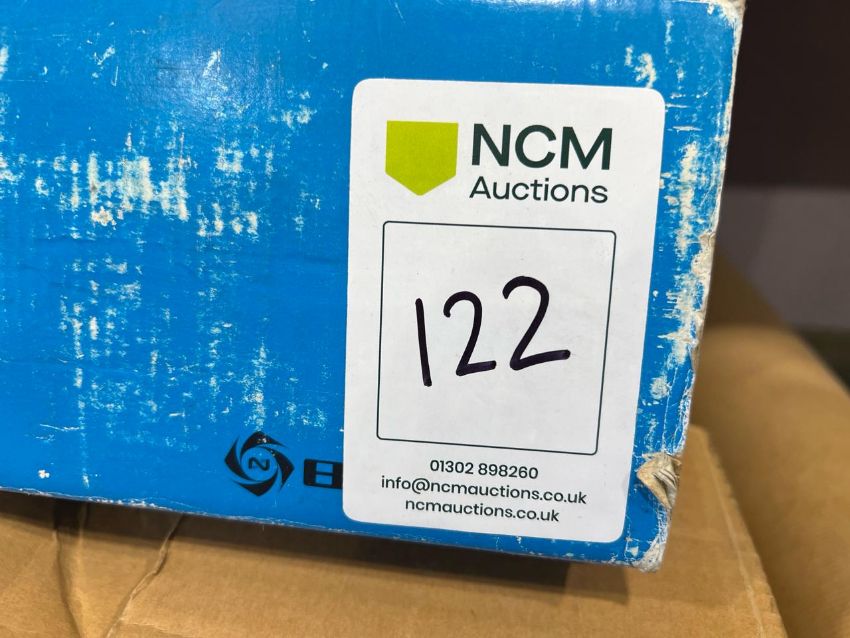 NCM
Auctions
122
01302 898260
info@ncmauctions.co.uk
ncmauctions.co.uk